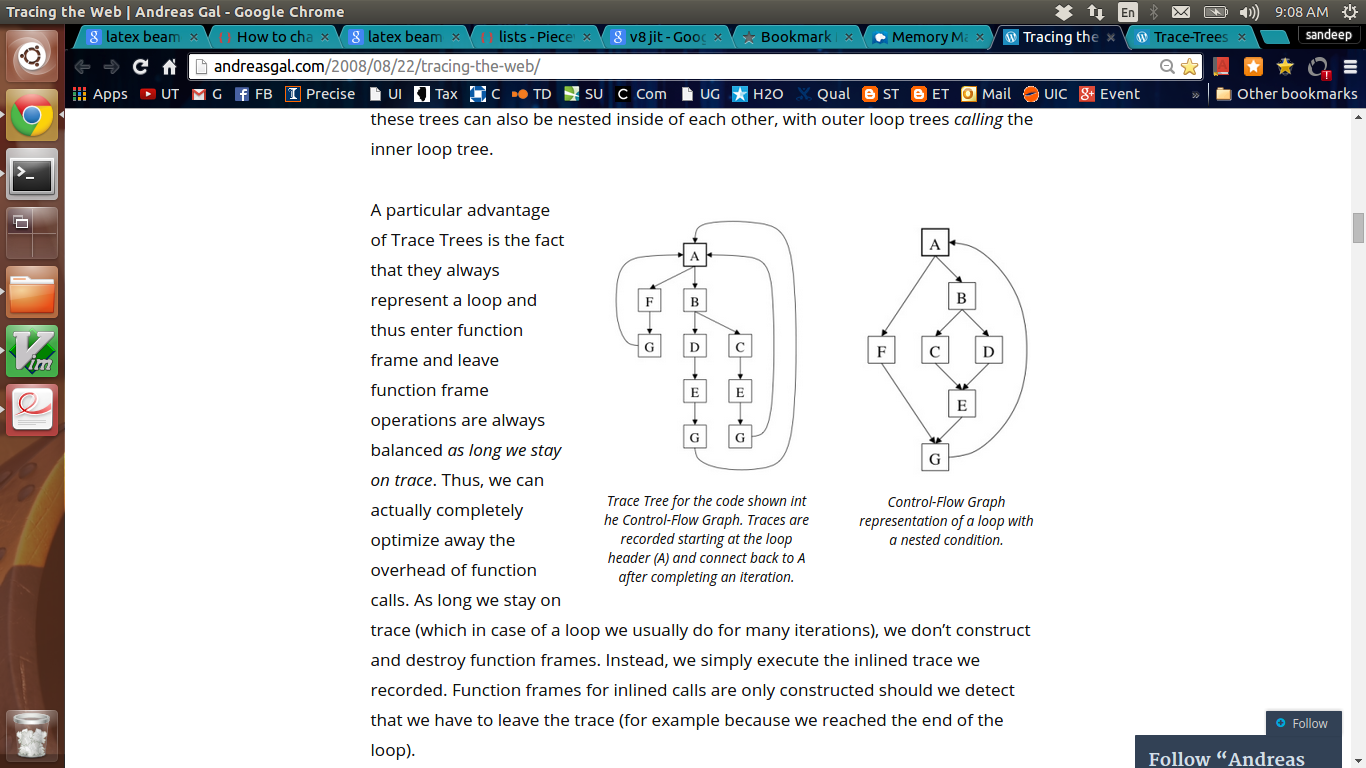 Tracing the Web | Andreas Gal - Google Chrome
En
9:08 AM
latex beam
How to cha
latex beam
lists - Piece
v8 jit - Goog
Bookmark
Memory Ma
Tracing the
Trace-Trees
sandeep
andreasgal.com/2008/08/22/tracing-the-web/
Apps
UT
G
FB
Precise
UI
Tax
C
TD
SU
Com
UG
H2O
Qual
ST
ET
Mail
UIC
Event
»
Other bookmarks
these trees can also be nested inside of each other, with outer loop trees calling the
inner loop tree.
A particular advantage
of Trace Trees is the fact
that they always
represent a loop and
thus enter function
frame and leave
function frame
operations are always
balanced as long we stay
on trace. Thus, we can
actually completely
optimize away the
overhead of function
calls. As long we stay on
trace (which in case of a loop we usually do for many iterations), we don’t construct
and destroy function frames. Instead, we simply execute the inlined trace we
recorded. Function frames for inlined calls are only constructed should we detect
that we have to leave the trace (for example because we reached the end of the
loop).
A
F
B
G
D
C
E
E
G
G
Trace Tree for the code shown int
he Control-Flow Graph. Traces are
recorded starting at the loop
header (A) and connect back to A
after completing an iteration.
A
B
F
C
D
E
G
Control-Flow Graph
representation of a loop with
a nested condition.
Follow
Follow “Andreas